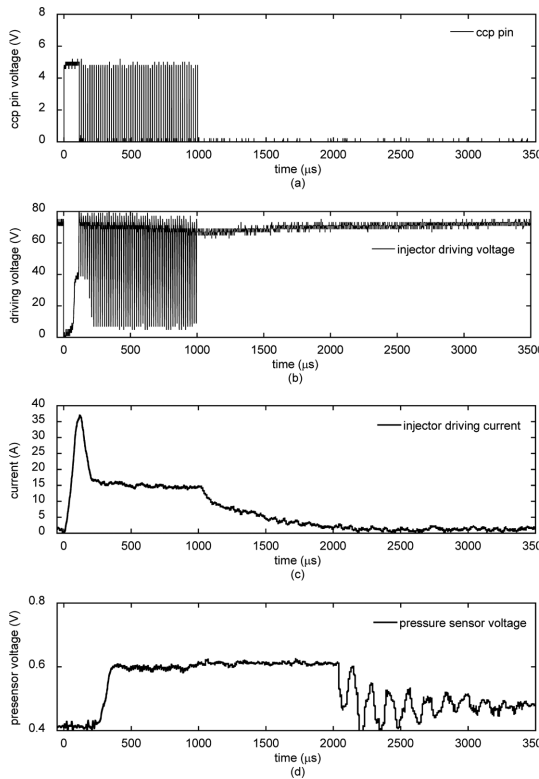 8
6
4
2
0
ccp pin voltage (V)
ccp pin
0 500 1000 1500 2000 2500 3000 3500
time (μs)
(a)
80
60
40
20
0
driving voltage (V)
injector driving voltage
0 500 1000 1500 2000 2500 3000 3500
time (μs)
(b)
40
35
30
25
20
15
10
5
0
current (A)
injector driving current
0 500 1000 1500 2000 2500 3000 3500
time (μs)
(c)
0.8
0.6
0.4
presensor voltage (V)
pressure sensor voltage
0 500 1000 1500 2000 2500 3000 3500
time (μs)
(d)